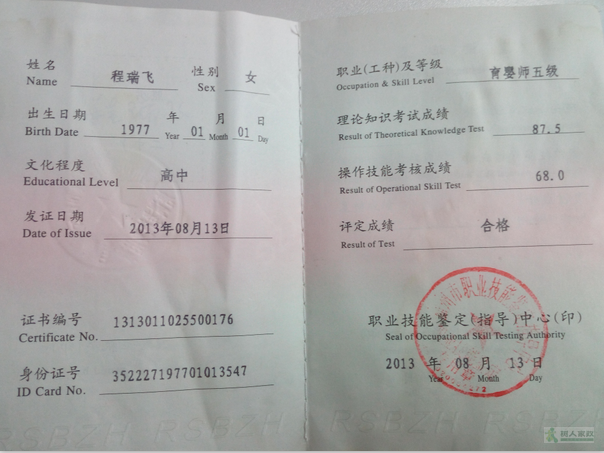 姓名 程瑞飞 性别 女
Name Sex
出生日期 年 月 日
Birth Date 1977 Year 01 Month 01 Day
文化程度 高中
Educational Level
发证日期 2013年08月13日
Date of Issue
证书编号 1313011025500176
Certificate No.
身份证号 352227197701013547
ID Card No.
职业(工种)及等级 育婴师五级
Occupation & Skill Level
理论知识考试成绩
Result of Theoretical Knowledge Test 87.5
操作技能考核成绩
Result of Operational Skill Test 68.0
评定成绩 合格
Result of Test
职业技能鉴定(指导)中心(印)
Seal of Occupational Skill Testing Authority
2013 年 08 月 13 日
Year Month Day
RSBZH RSBZH